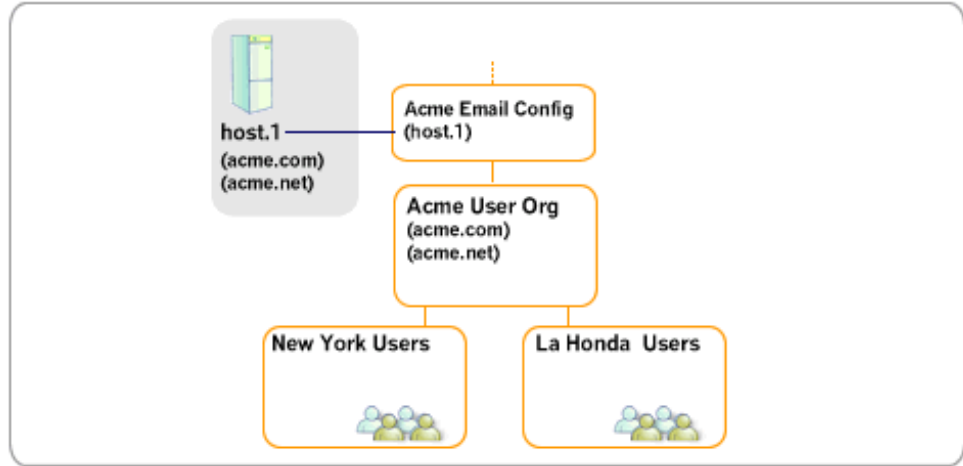 host.1
(acme.com)
(acme.net)
Acme Email Config
(host.1)
Acme User Org
(acme.com)
(acme.net)
New York Users
La Honda Users